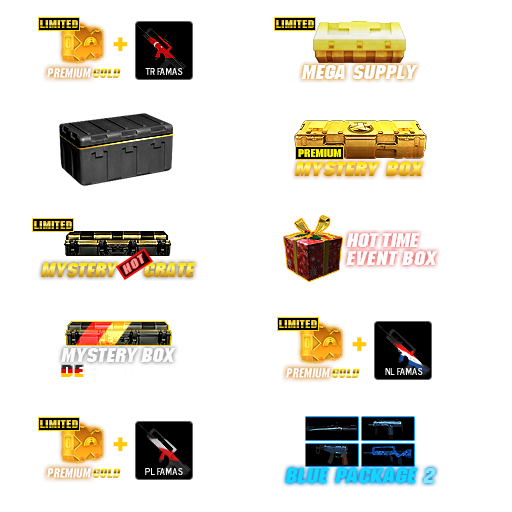 LIMITED
PREMIUM GOLD
TR FAMAS
LIMITED
MEGA SUPPLY
PREMIUM
MYSTERY BOX
LIMITED
MYSTERY HOT CRATE
HOT TIME
EVENT BOX
MYSTERY BOX
DE
LIMITED
PREMIUM GOLD
NL FAMAS
LIMITED
PREMIUM GOLD
PL FAMAS
BLUE PACKAGE 2